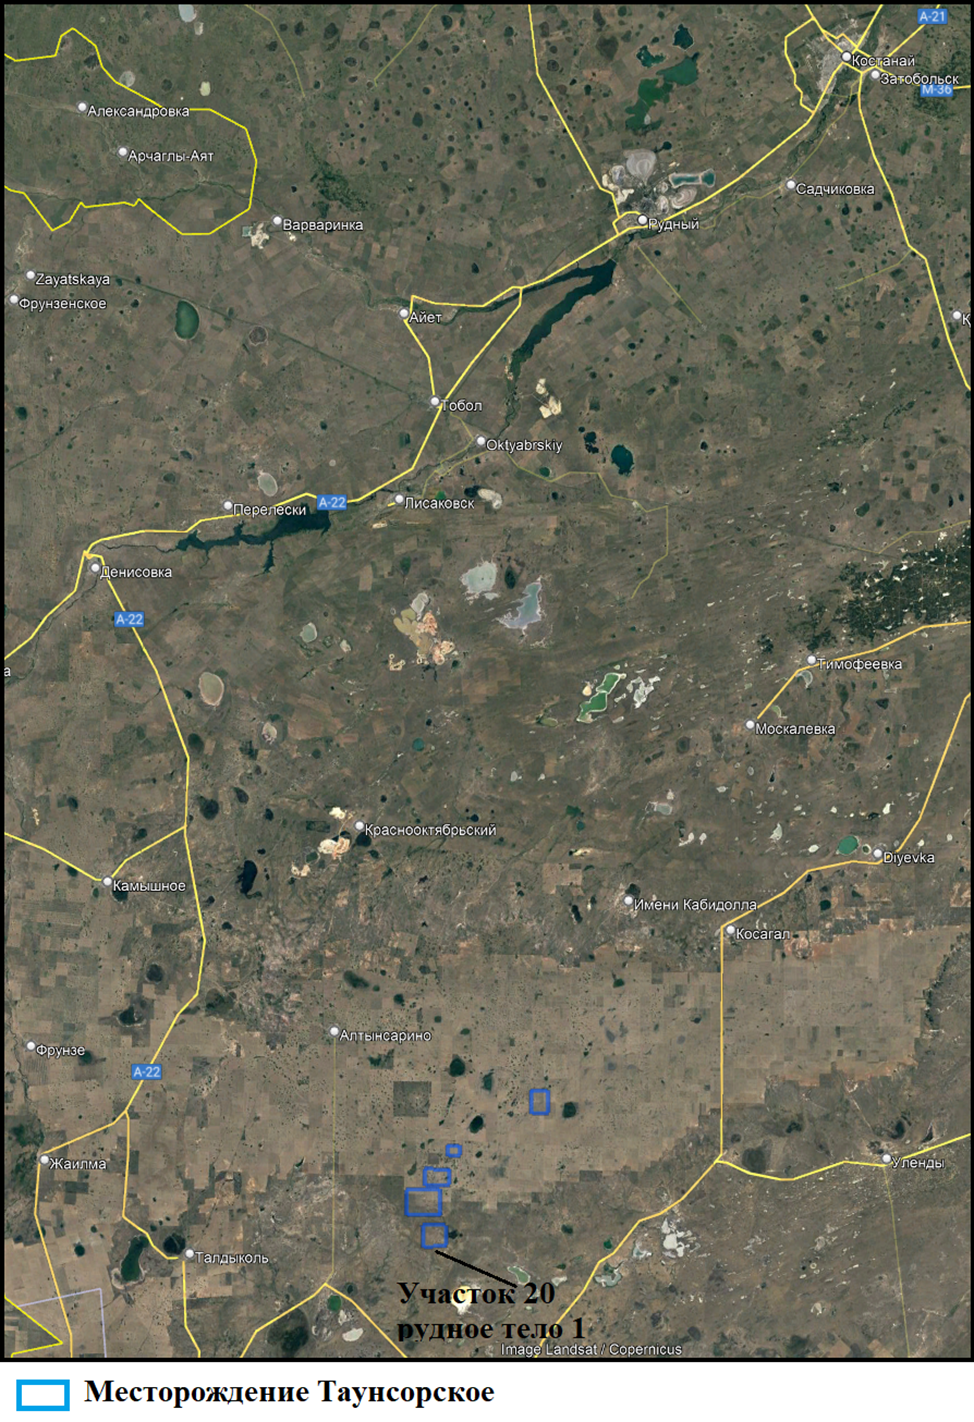 А-21
Костанай
Затобольск
М-36
Александровка
Арчаглы-Аят
Садчиковка
Варваринка
Рудный
Zayatskaya
Фрунзенское
Айет
К
Тобол
Oktyabrskiy
А-22
Лисаковск
Перелески
Денисовка
А-22
а
Тимофеевка
Москалевка
Краснооктябрьский
Diyevka
Камышное
Имени Кабидолла
Косагал
Алтынсарино
Фрунзе
А-22
Жаилма
Уленды
Талдыколь
Участок 20
рудное тело 1
Image Landsat / Copernicus
Месторождение Таунсорское